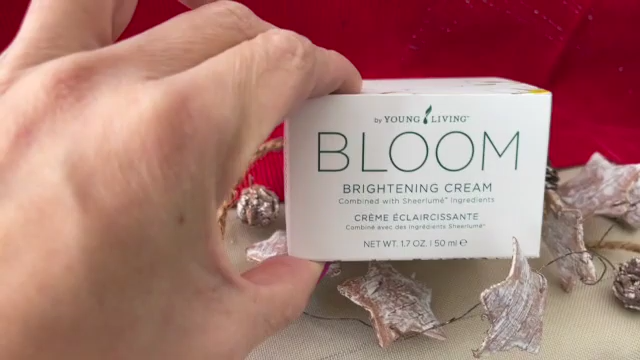 by YOUNG LIVING™
BLOOM
BRIGHTENING CREAM
Combined with Sheerlumé™ Ingredients
CRÈME ÉCLAIRCISSANTE
Combiné avec des ingrédients Sheerlumé™
NET WT. 1.7 OZ. | 50 ml ℮